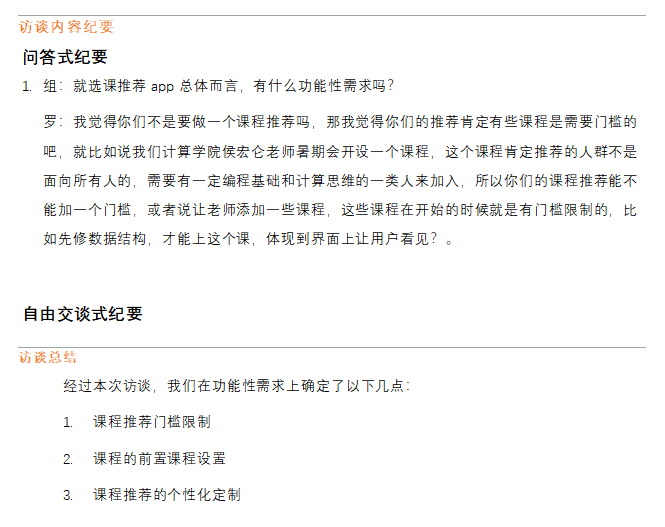 访谈内容纪要
问答式纪要
1. 组：就选课推荐 app 总体而言，有什么功能性需求吗？
罗：我觉得你们不是要做一个课程推荐吗，那我觉得你们的推荐肯定有些课程是需要门槛的
吧，就比如说我们计算学院侯宏仑老师暑期会开设一个课程，这个课程肯定推荐的人群不是
面向所有人的，需要有一定编程基础和计算思维的一类人来加入，所以你们的课程推荐能不
能加一个门槛，或者说让老师添加一些课程，这些课程在开始的时候就是有门槛限制的，比
如先修数据结构，才能上这个课，体现到界面上让用户看见？。
自由交谈式纪要
访谈总结
经过本次访谈，我们在功能性需求上确定了以下几点：
1. 课程推荐门槛限制
2. 课程的前置课程设置
3. 课程推荐的个性化定制